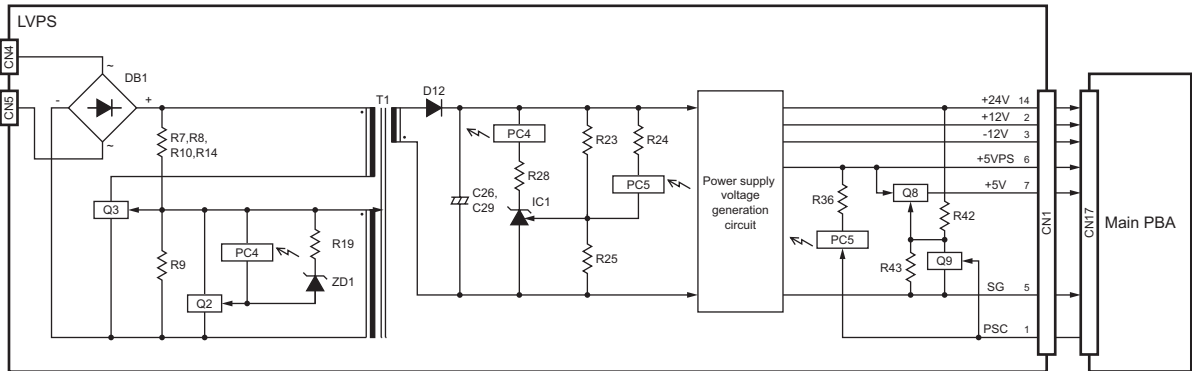 LVPS
CN4
CN5
DB1
~
-
+
~
R7,R8,
R10,R14
Q3
R9
Q2
PC4
R19
ZD1
T1
D12
C26,
C29
PC4
R28
IC1
R23
R24
PC5
R25
Power supply
voltage
generation
circuit
R36
PC5
Q8
R42
R43
Q9
+24V 14
+12V 2
-12V 3
+5VPS 6
+5V 7
SG 5
PSC 1
CN1
CN17
Main PBA